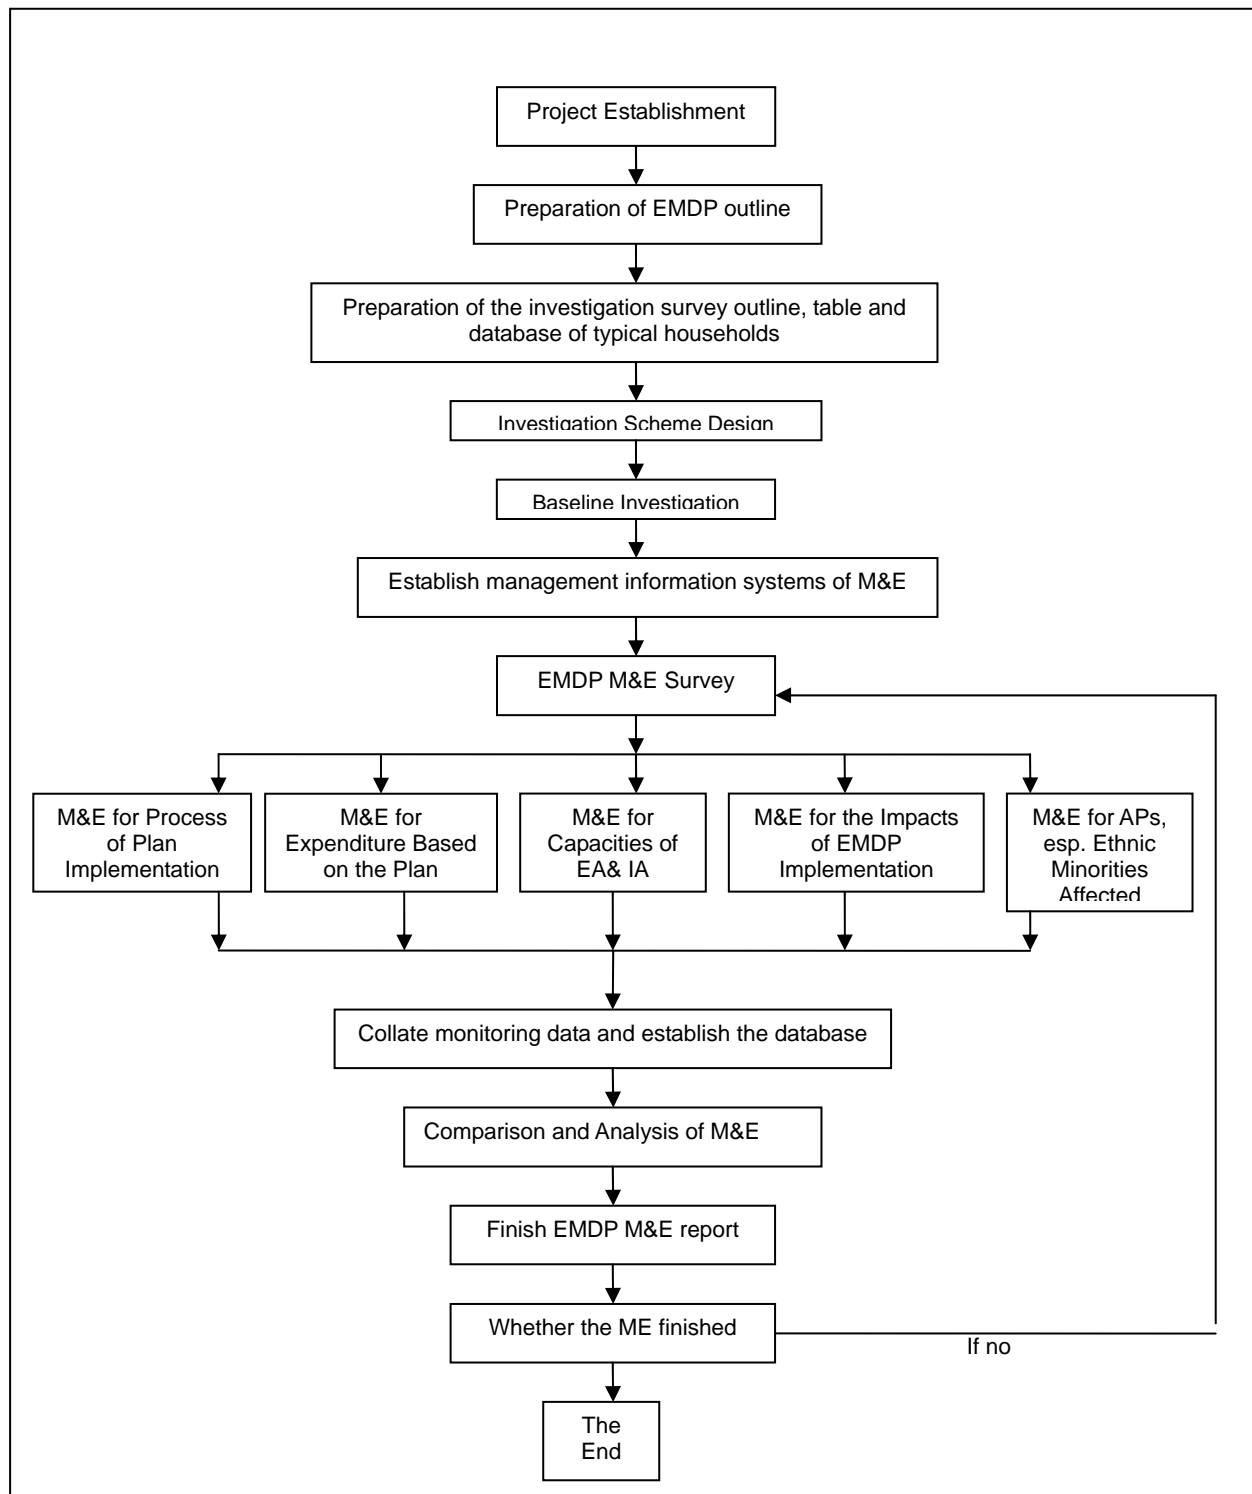 Project Establishment
Preparation of EMDP outline
Preparation of the investigation survey outline, table and
database of typical households
Investigation Scheme Design
Baseline Investigation
Establish management information systems of M&E
EMDP M&E Survey
M&E for Process
of Plan
Implementation
M&E for
Expenditure Based
on the Plan
M&E for
Capacities of
EA& IA
M&E for the Impacts
of EMDP
Implementation
M&E for APs,
esp. Ethnic
Minorities
Affected
Collate monitoring data and establish the database
Comparison and Analysis of M&E
Finish EMDP M&E report
Whether the ME finished
If no
The
End